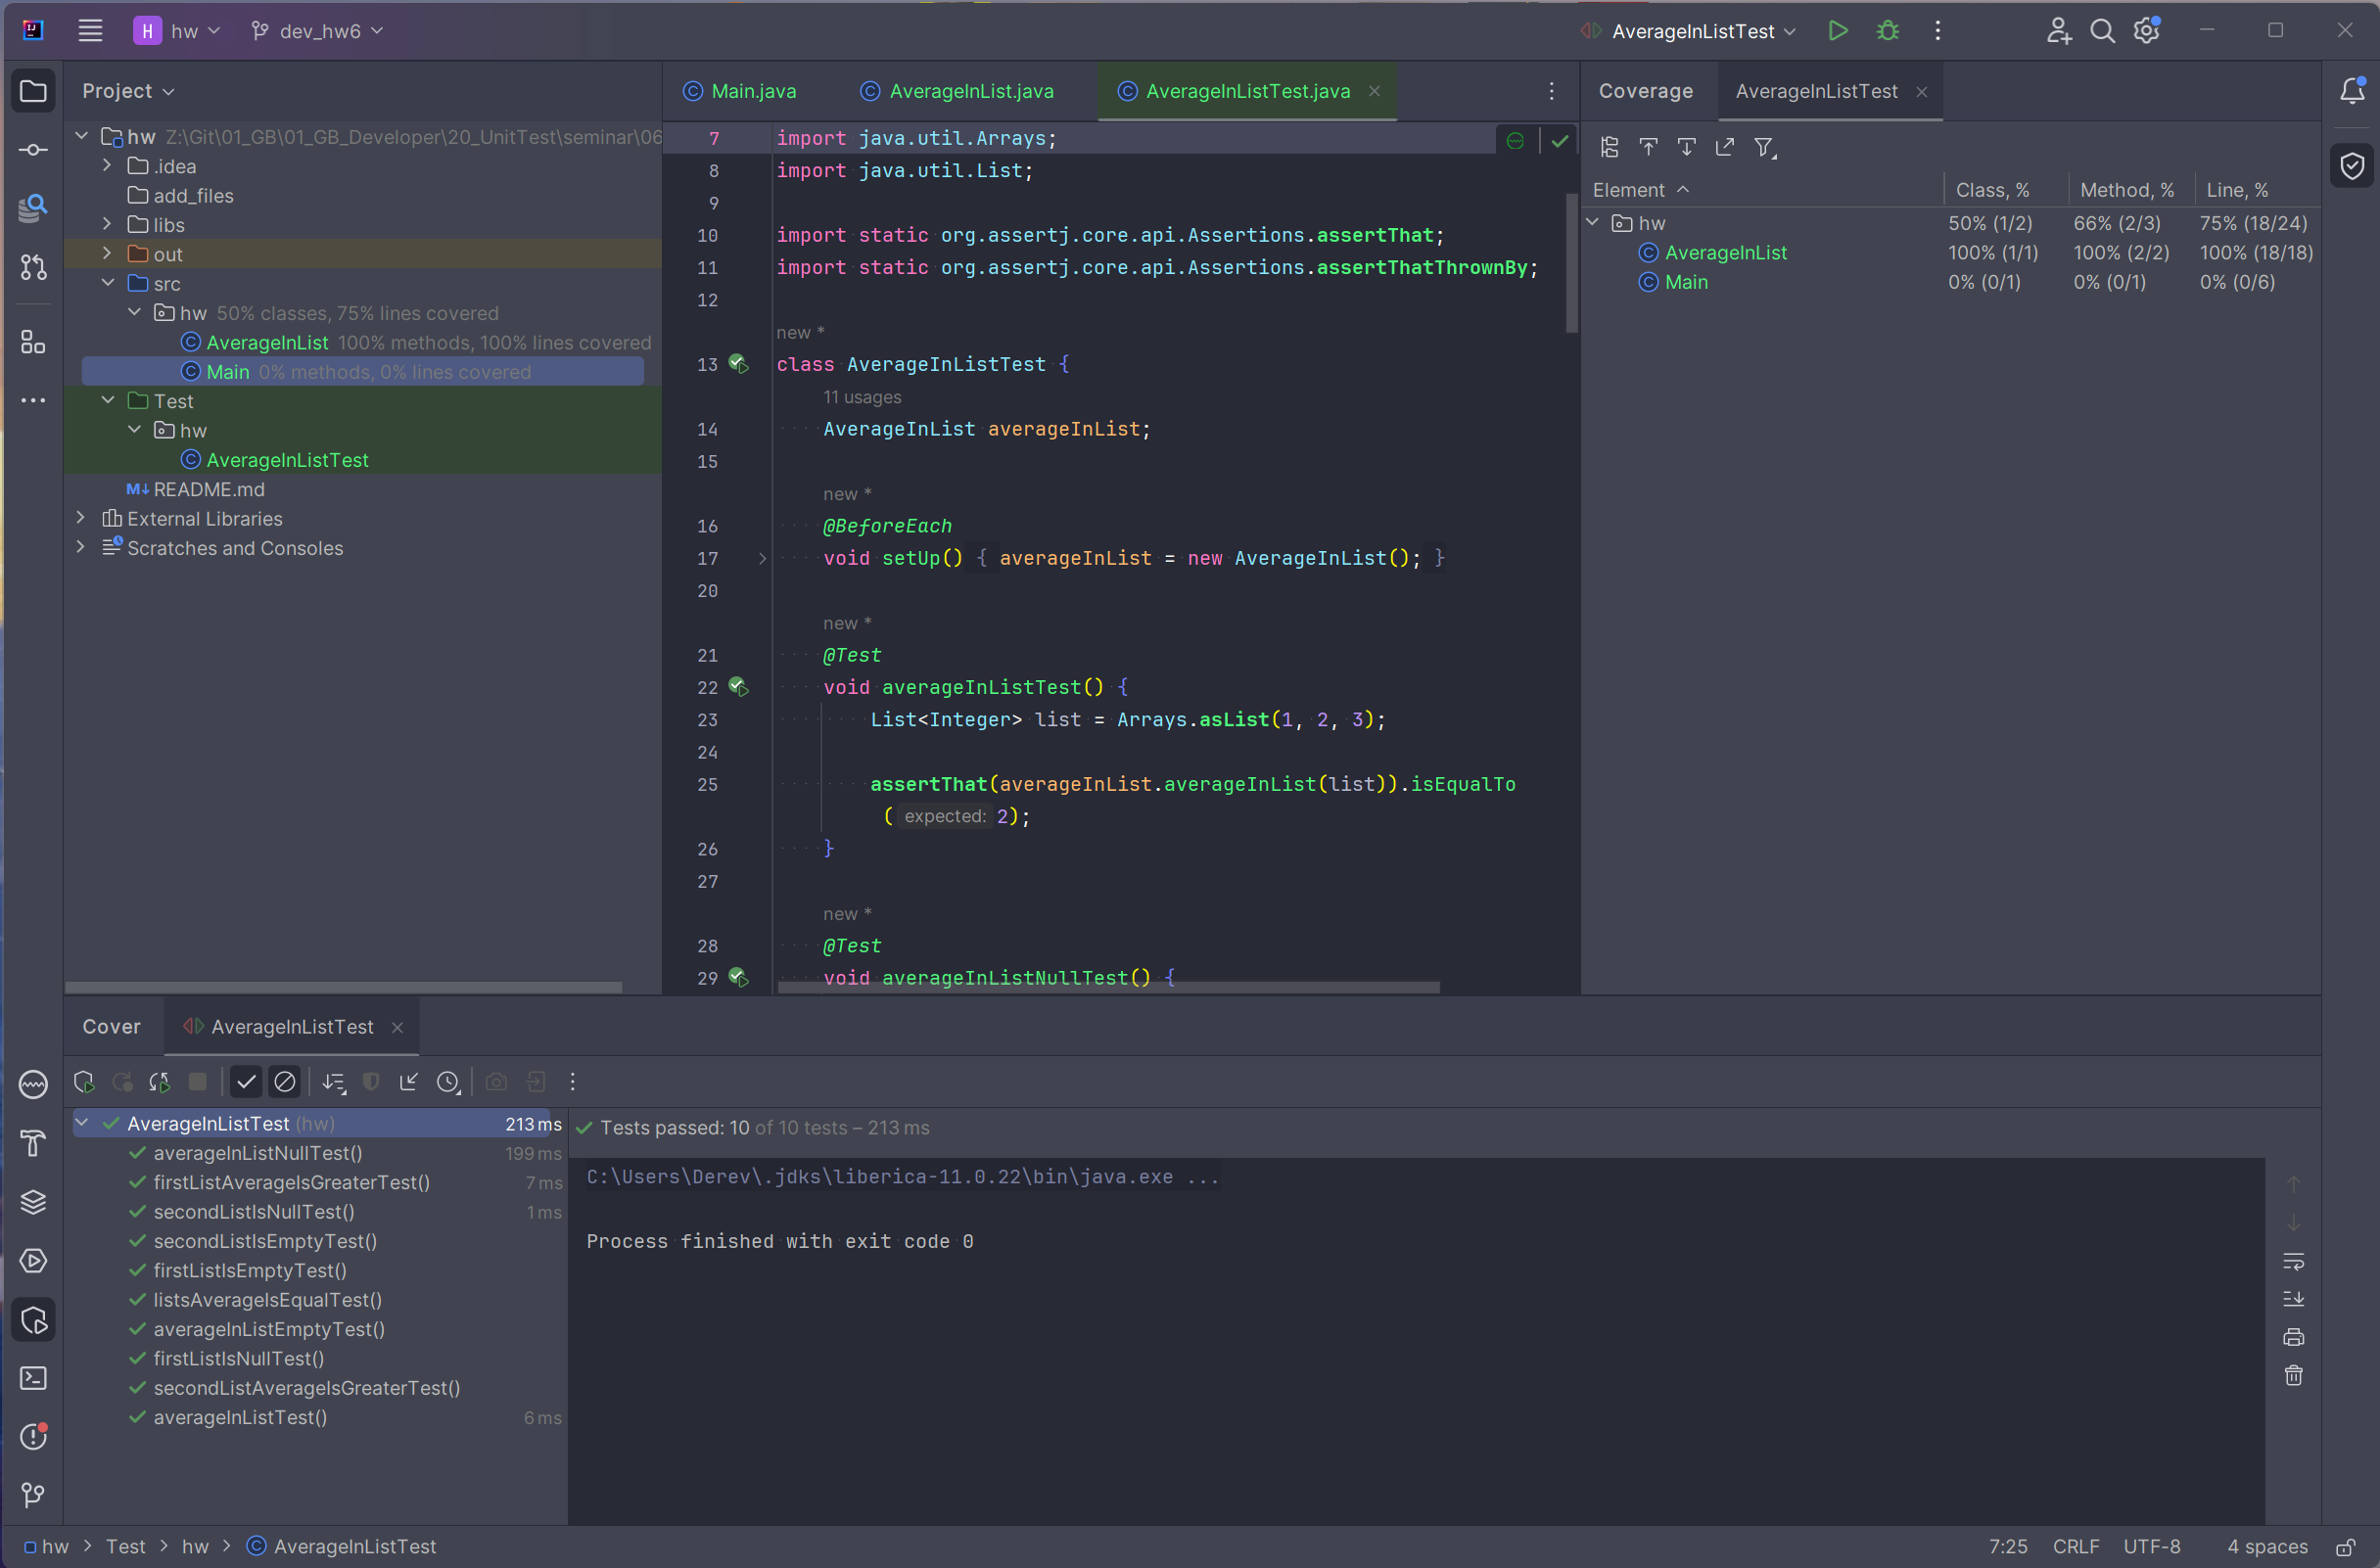 H hw dev_hw6 AverageInListTest
Project
hw Z:\Git\01_GB\01_GB_Developer\20_UnitTest\seminar\06
.idea
add_files
libs
out
src
hw 50% classes, 75% lines covered
AverageInList 100% methods, 100% lines covered
Main 0% methods, 0% lines covered
Test
hw
AverageInListTest
M↓ README.md
External Libraries
Scratches and Consoles
Main.java AverageInList.java AverageInListTest.java
7 import java.util.Arrays;
8 import java.util.List;
9
10 import static org.assertj.core.api.Assertions.assertThat;
11 import static org.assertj.core.api.Assertions.assertThatThrownBy;
12
new *
13 class AverageInListTest {
11 usages
14 AverageInList averageInList;
15
new *
16 @BeforeEach
17 void setUp() { averageInList = new AverageInList(); }
20
new *
21 @Test
22 void averageInListTest() {
23 List<Integer> list = Arrays.asList(1, 2, 3);
24
25 assertThat(averageInList.averageInList(list)).isEqualTo
( expected: 2);
26 }
27
new *
28 @Test
29 void averageInListNullTest() {
Coverage AverageInListTest
Element Class, % Method, % Line, %
hw 50% (1/2) 66% (2/3) 75% (18/24)
AverageInList 100% (1/1) 100% (2/2) 100% (18/18)
Main 0% (0/1) 0% (0/1) 0% (0/6)
Cover AverageInListTest
AverageInListTest (hw) 213 ms
averageInListNullTest() 199 ms
firstListAverageIsGreaterTest() 7 ms
secondListIsNullTest() 1 ms
secondListIsEmptyTest()
firstListIsEmptyTest()
listsAverageIsEqualTest()
averageInListEmptyTest()
firstListIsNullTest()
secondListAverageIsGreaterTest()
averageInListTest() 6 ms
Tests passed: 10 of 10 tests – 213 ms
C:\Users\Derev\.jdks\liberica-11.0.22\bin\java.exe ...
Process finished with exit code 0
hw > Test > hw > AverageInListTest
7:25 CRLF UTF-8 4 spaces